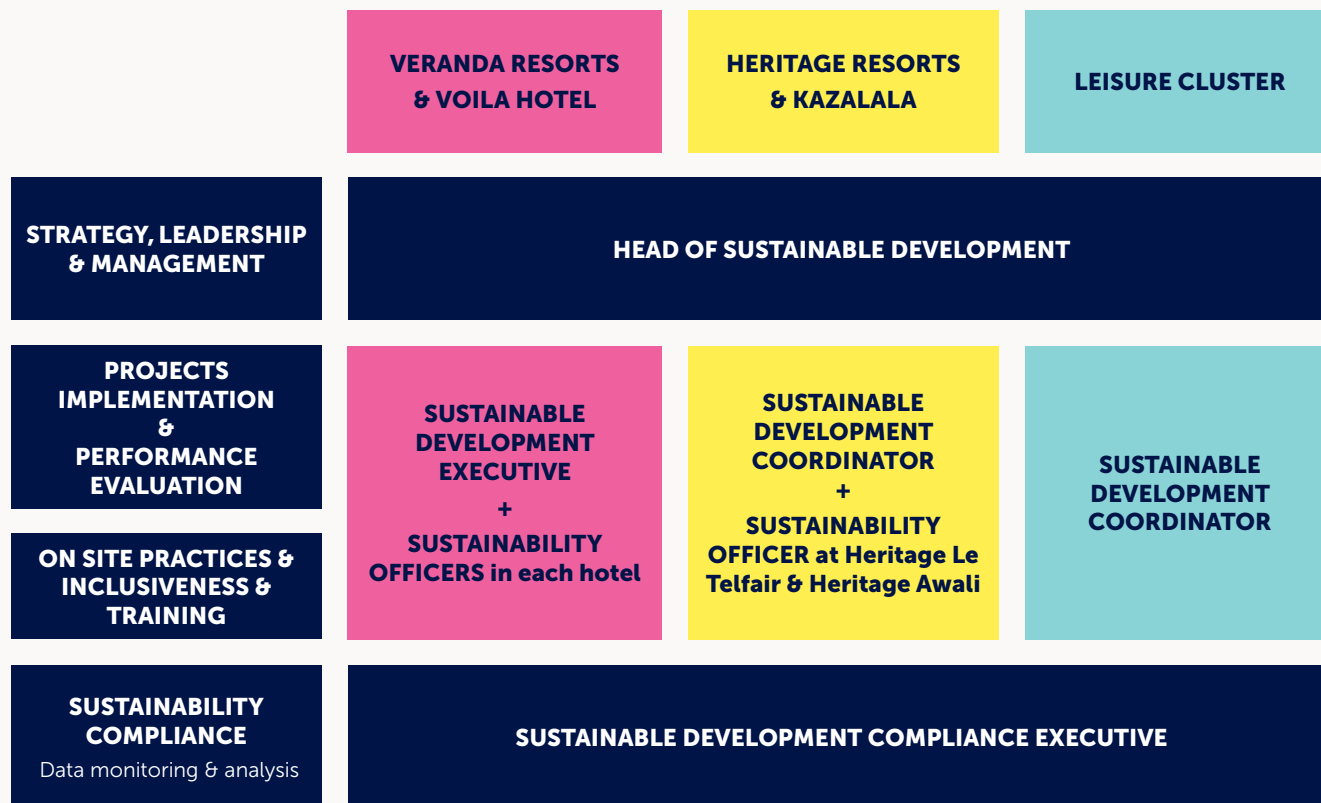 VERANDA RESORTS
& VOILA HOTEL
HERITAGE RESORTS
& KAZALALA
LEISURE CLUSTER
STRATEGY, LEADERSHIP
& MANAGEMENT
HEAD OF SUSTAINABLE DEVELOPMENT
PROJECTS
IMPLEMENTATION
&
PERFORMANCE
EVALUATION
ON SITE PRACTICES &
INCLUSIVENESS &
TRAINING
SUSTAINABLE
DEVELOPMENT
EXECUTIVE
+
SUSTAINABILITY
OFFICERS in each hotel
SUSTAINABLE
DEVELOPMENT
COORDINATOR
+
SUSTAINABILITY
OFFICER at Heritage Le
Telfair & Heritage Awali
SUSTAINABLE
DEVELOPMENT
COORDINATOR
SUSTAINABILITY
COMPLIANCE
Data monitoring & analysis
SUSTAINABLE DEVELOPMENT COMPLIANCE EXECUTIVE